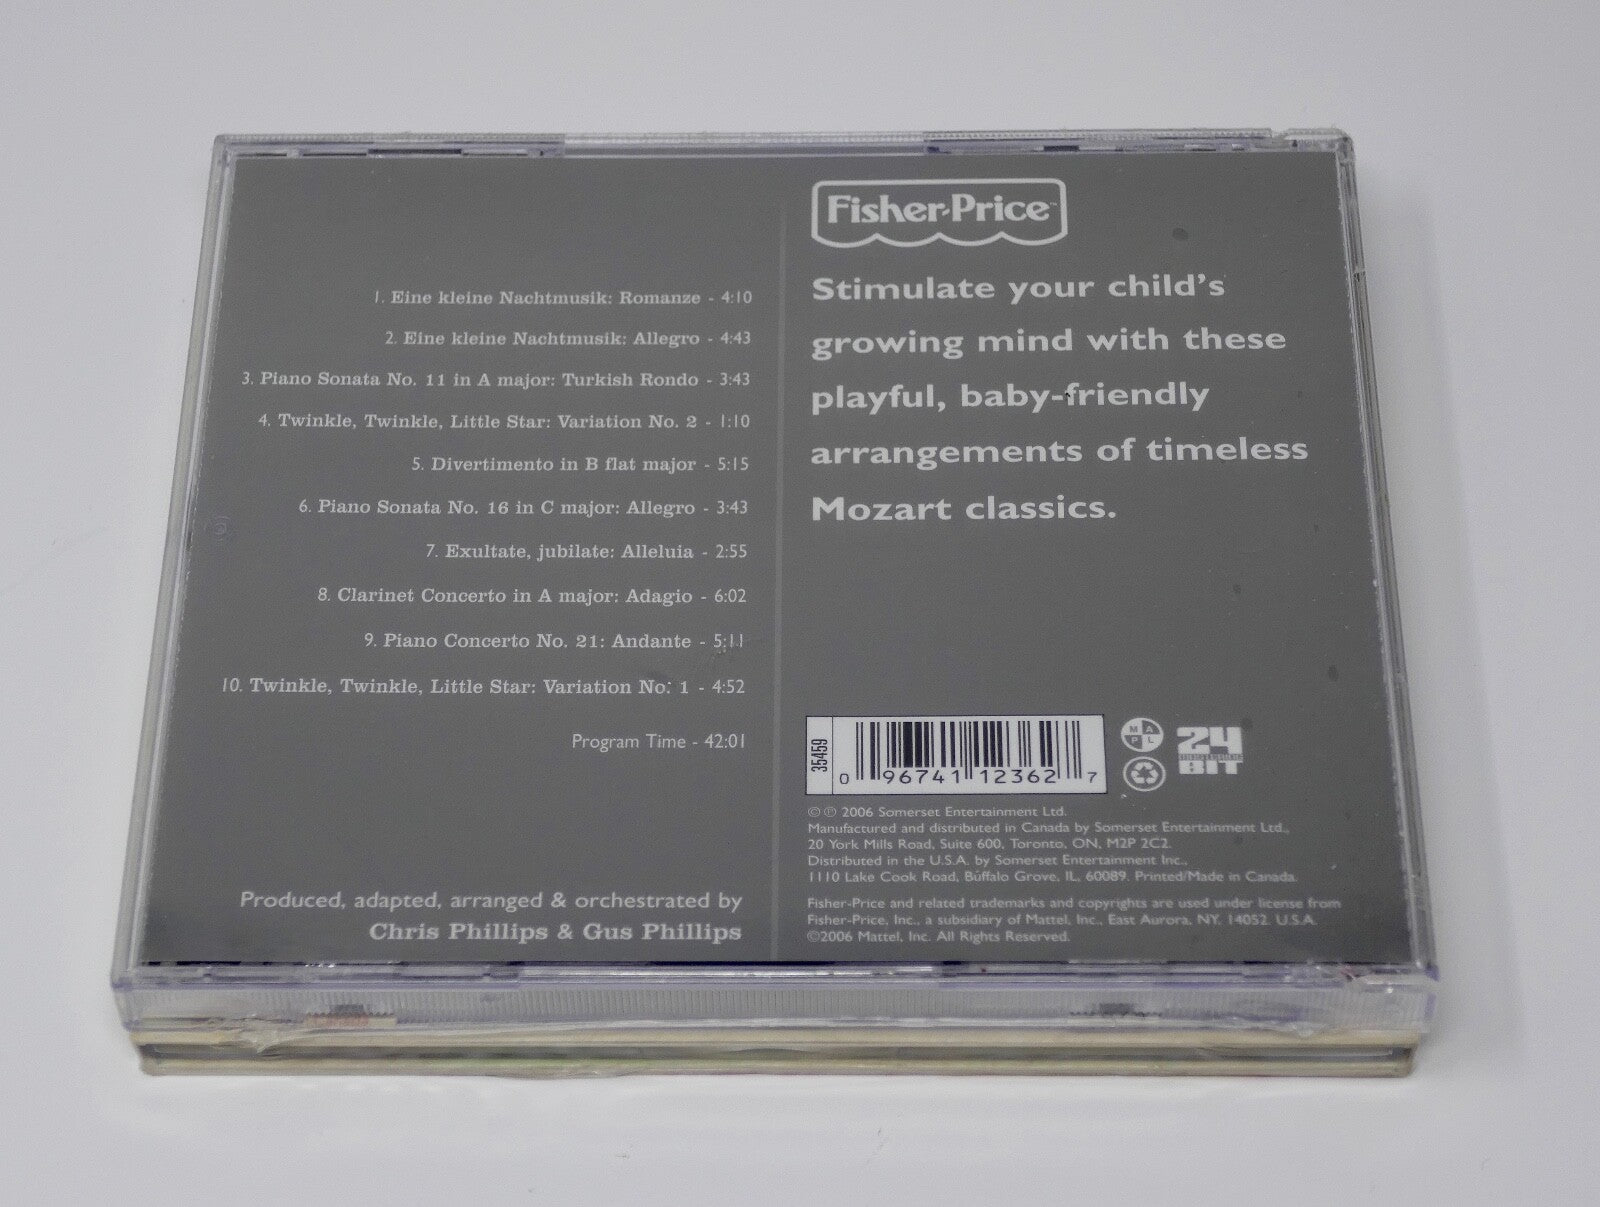 1. Eine kleine Nachtmusik: Romanze - 4:10
2. Eine kleine Nachtmusik: Allegro - 4:43
3. Piano Sonata No. 11 in A major: Turkish Rondo - 3:43
4. Twinkle, Twinkle, Little Star: Variation No. 2 - 1:10
5. Divertimento in B flat major - 5:15
6. Piano Sonata No. 16 in C major: Allegro - 3:43
7. Exultate, jubilate: Alleluia - 2:55
8. Clarinet Concerto in A major: Adagio - 6:02
9. Piano Concerto No. 21: Andante - 5:11
10. Twinkle, Twinkle, Little Star: Variation No. 1 - 4:52
Program Time - 42:01
Produced, adapted, arranged & orchestrated by
Chris Phillips & Gus Phillips
Fisher-Price™
Stimulate your child's
growing mind with these
playful, baby-friendly
arrangements of timeless
Mozart classics.
35459
0 96741 12362 7
M A P L
24
BIT
© ℗ 2006 Somerset Entertainment Ltd.
Manufactured and distributed in Canada by Somerset Entertainment Ltd.,
20 York Mills Road, Suite 600, Toronto, ON, M2P 2C2.
Distributed in the U.S.A. by Somerset Entertainment Inc.,
1110 Lake Cook Road, Buffalo Grove, IL, 60089. Printed/Made in Canada.
Fisher-Price and related trademarks and copyrights are used under license from
Fisher-Price, Inc., a subsidiary of Mattel, Inc., East Aurora, NY, 14052. U.S.A.
©2006 Mattel, Inc. All Rights Reserved.